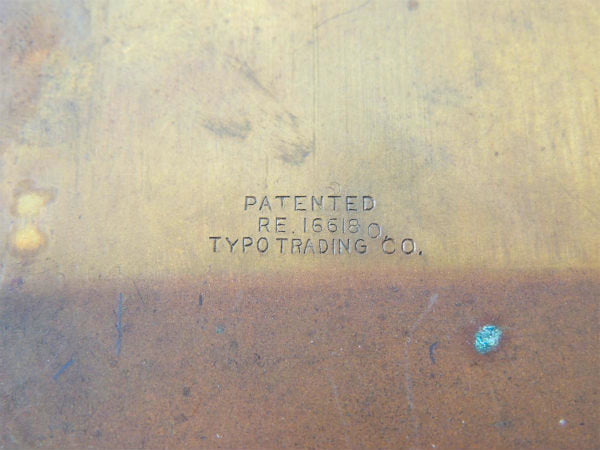 PATENTED
RE. 16618 O.
TYPO TRADING CO.